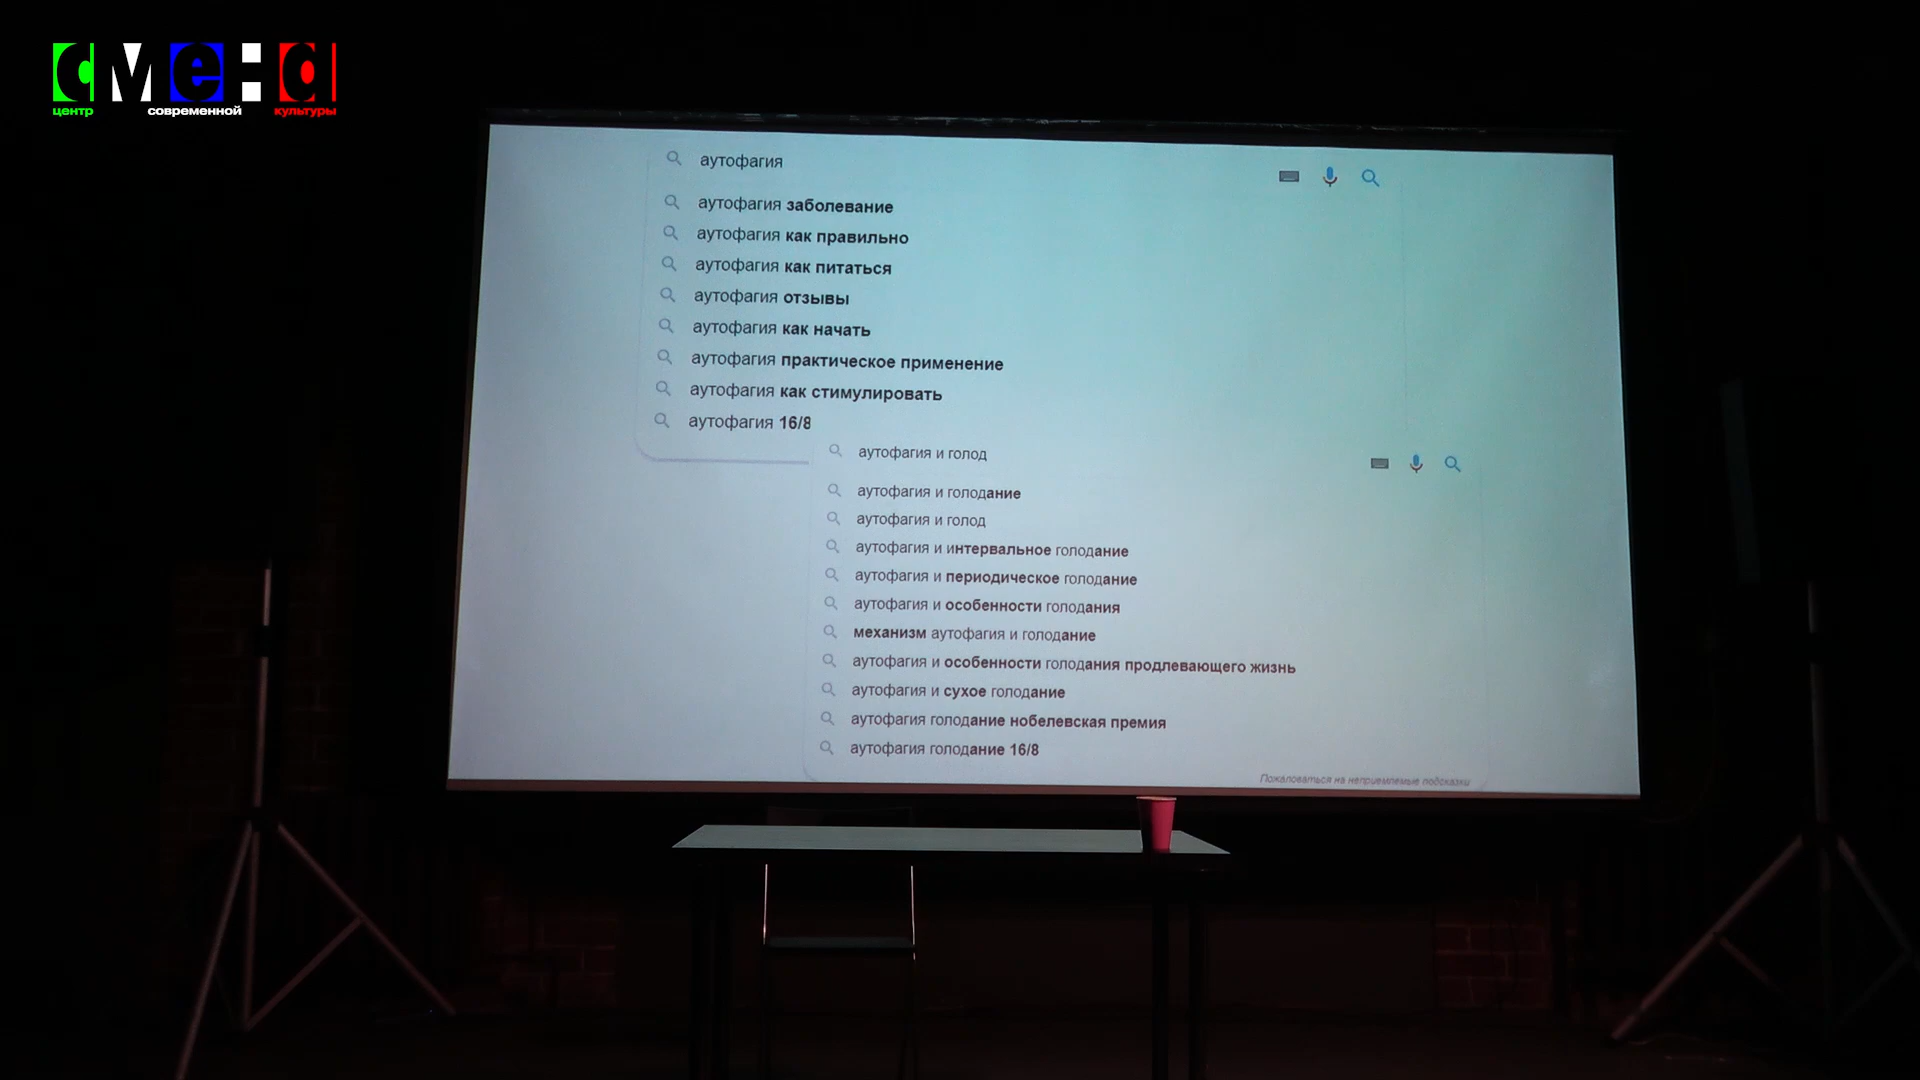 смена
центр современной культуры
аутофагия
аутофагия заболевание
аутофагия как правильно
аутофагия как питаться
аутофагия отзывы
аутофагия как начать
аутофагия практическое применение
аутофагия как стимулировать
аутофагия 16/8
аутофагия и голод
аутофагия и голодание
аутофагия и голод
аутофагия и интервальное голодание
аутофагия и периодическое голодание
аутофагия и особенности голодания
механизм аутофагия и голодание
аутофагия и особенности голодания продлевающего жизнь
аутофагия и сухое голодание
аутофагия голодание нобелевская премия
аутофагия голодание 16/8
Пожаловаться на неприемлемые подсказки